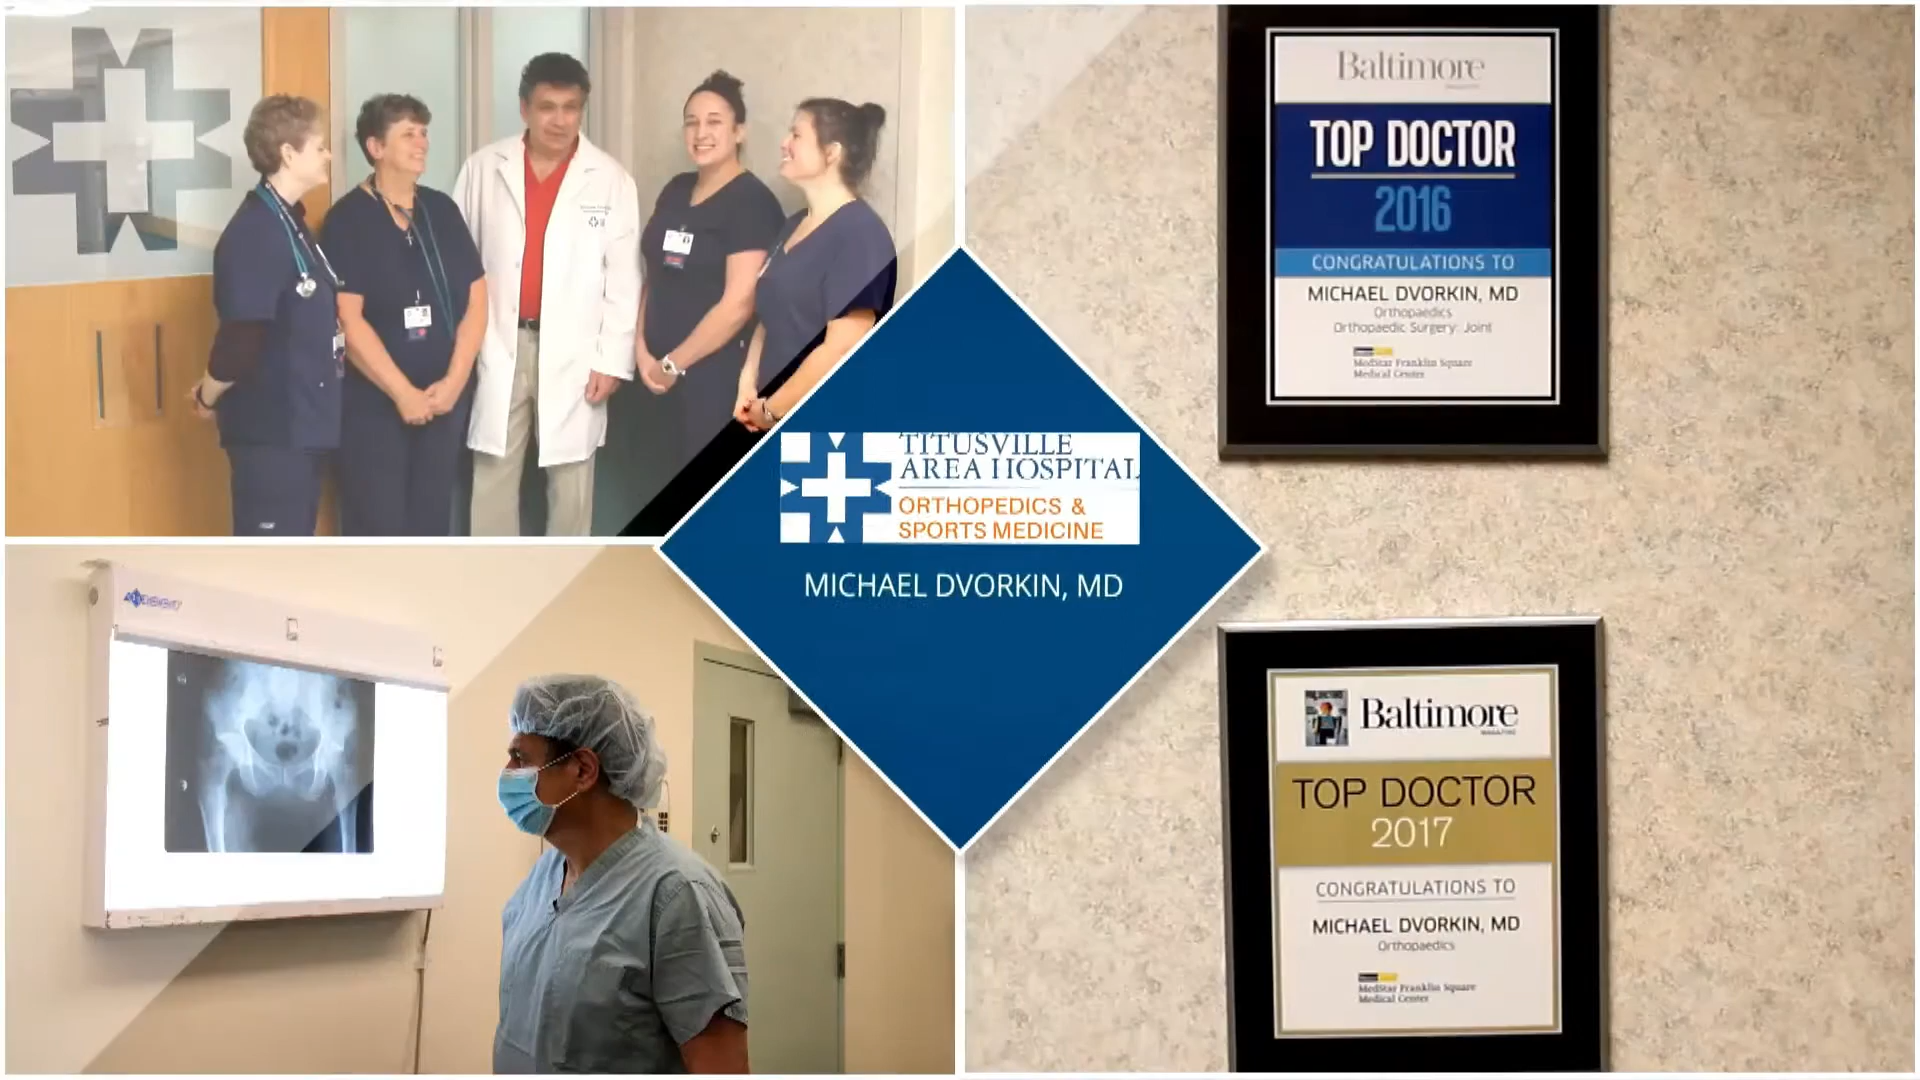 Baltimore
TOP DOCTOR
2016
CONGRATULATIONS TO
MICHAEL DVORKIN, MD
Orthopaedics
Orthopaedic Surgery: Joint
MedStar Franklin Square
Medical Center
TITUSVILLE
AREA HOSPITAL
ORTHOPEDICS &
SPORTS MEDICINE
MICHAEL DVORKIN, MD
Baltimore
MAGAZINE
TOP DOCTOR
2017
CONGRATULATIONS TO
MICHAEL DVORKIN, MD
Orthopaedics
MedStar Franklin Square
Medical Center